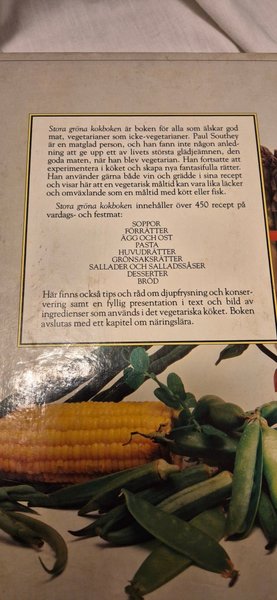 Stora gröna kokboken är boken för alla som älskar god
mat, vegetarianer som icke-vegetarianer. Paul Southey
är en matglad person, och han fann inte någon anled-
ning att ge upp ett av livets största glädjeämnen, den
goda maten, när han blev vegetarian. Han fortsatte att
experimentera i köket och skapa nya fantasifulla rätter.
Han använder gärna både vin och grädde i sina recept
och visar här att en vegetarisk måltid kan vara lika läcker
och omväxlande som en måltid med kött eller fisk.
Stora gröna kokboken innehåller över 450 recept på
vardags- och festmat:
SOPPOR
FÖRRÄTTER
ÄGG OCH OST
PASTA
HUVUDRÄTTER
GRÖNSAKSRÄTTER
SALLADER OCH SALLADSSÅSER
DESSERTER
BRÖD
Här finns också tips och råd om djupfrysning och konser-
vering samt en fyllig presentation i text och bild av
ingredienser som används i det vegetariska köket. Boken
avslutas med ett kapitel om näringslära.